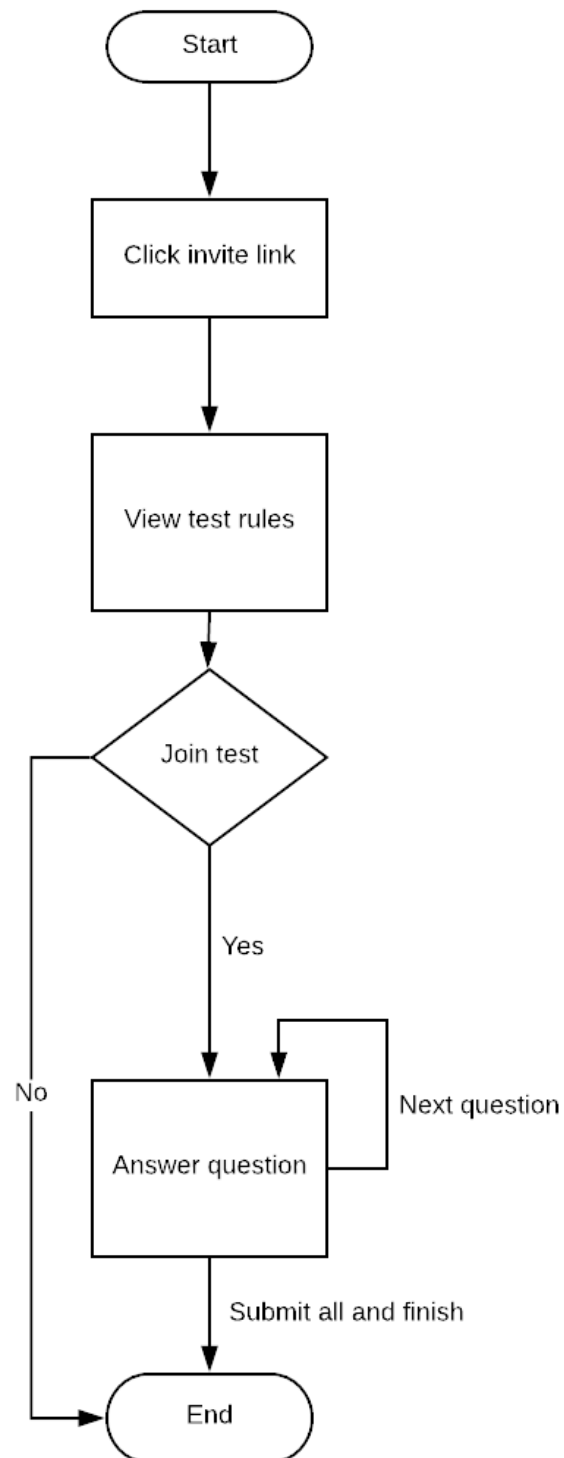 Start
Click invite link
View test rules
Join test
Yes
No
Next question
Answer question
Submit all and finish
End